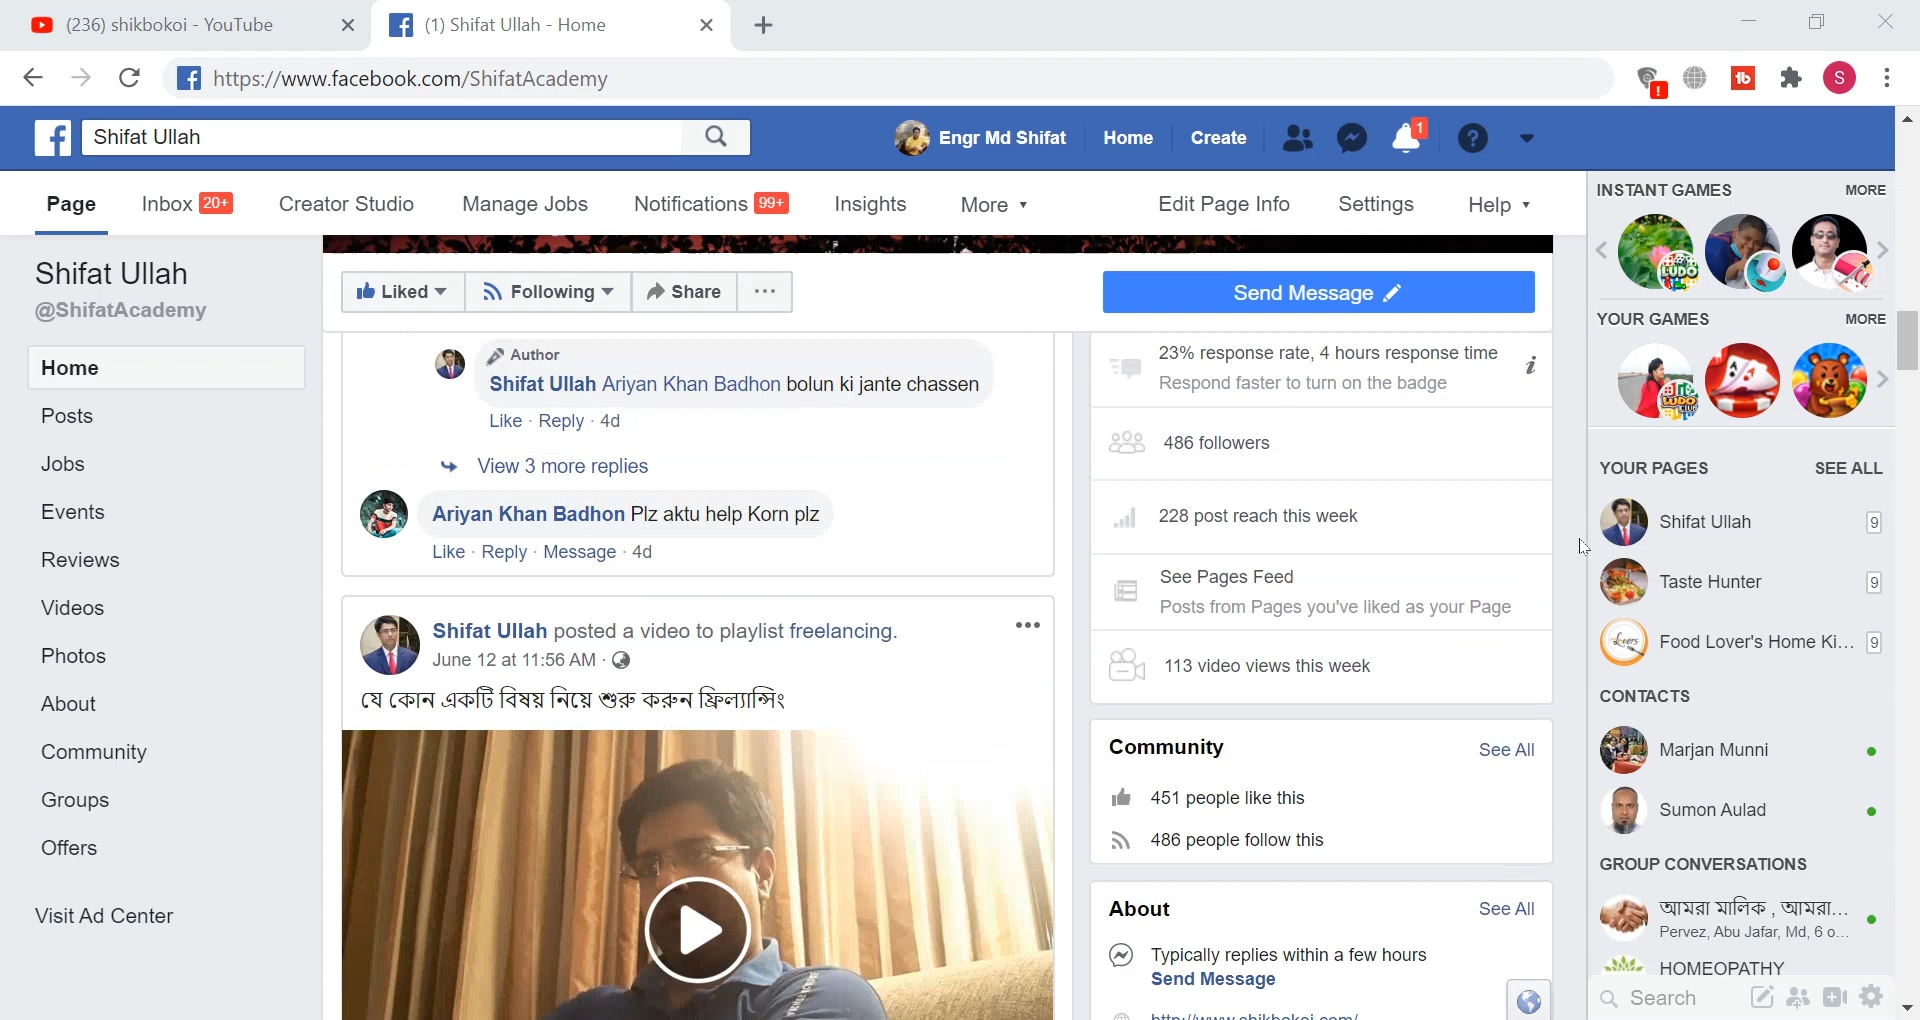 (236) shikbokoi - YouTube
(1) Shifat Ullah - Home
https://www.facebook.com/ShifatAcademy
Shifat Ullah
Engr Md Shifat
Home
Create
1
Page
Inbox 20+
Creator Studio
Manage Jobs
Notifications 99+
Insights
More
Edit Page Info
Settings
Help
Shifat Ullah
@ShifatAcademy
Home
Posts
Jobs
Events
Reviews
Videos
Photos
About
Community
Groups
Offers
Visit Ad Center
Liked
Following
Share
Send Message
Author
Shifat Ullah Ariyan Khan Badhon bolun ki jante chassen
Like · Reply · 4d
View 3 more replies
Ariyan Khan Badhon Plz aktu help Korn plz
Like · Reply · Message · 4d
Shifat Ullah posted a video to playlist freelancing.
June 12 at 11:56 AM ·
যে কোন একটি বিষয় নিয়ে শুরু করুন ফ্রিল্যান্সিং
23% response rate, 4 hours response time
Respond faster to turn on the badge
486 followers
228 post reach this week
See Pages Feed
Posts from Pages you've liked as your Page
113 video views this week
Community
See All
451 people like this
486 people follow this
About
See All
Typically replies within a few hours
Send Message
http://www.shikbokoi.com/
INSTANT GAMES
MORE
LUDO
YOUR GAMES
MORE
LUDO
YOUR PAGES
SEE ALL
Shifat Ullah
9
Taste Hunter
9
Food Lover's Home Ki...
9
CONTACTS
Marjan Munni
Sumon Aulad
GROUP CONVERSATIONS
আমরা মালিক , আমরা...
Pervez, Abu Jafar, Md, 6 o...
HOMEOPATHY
Search